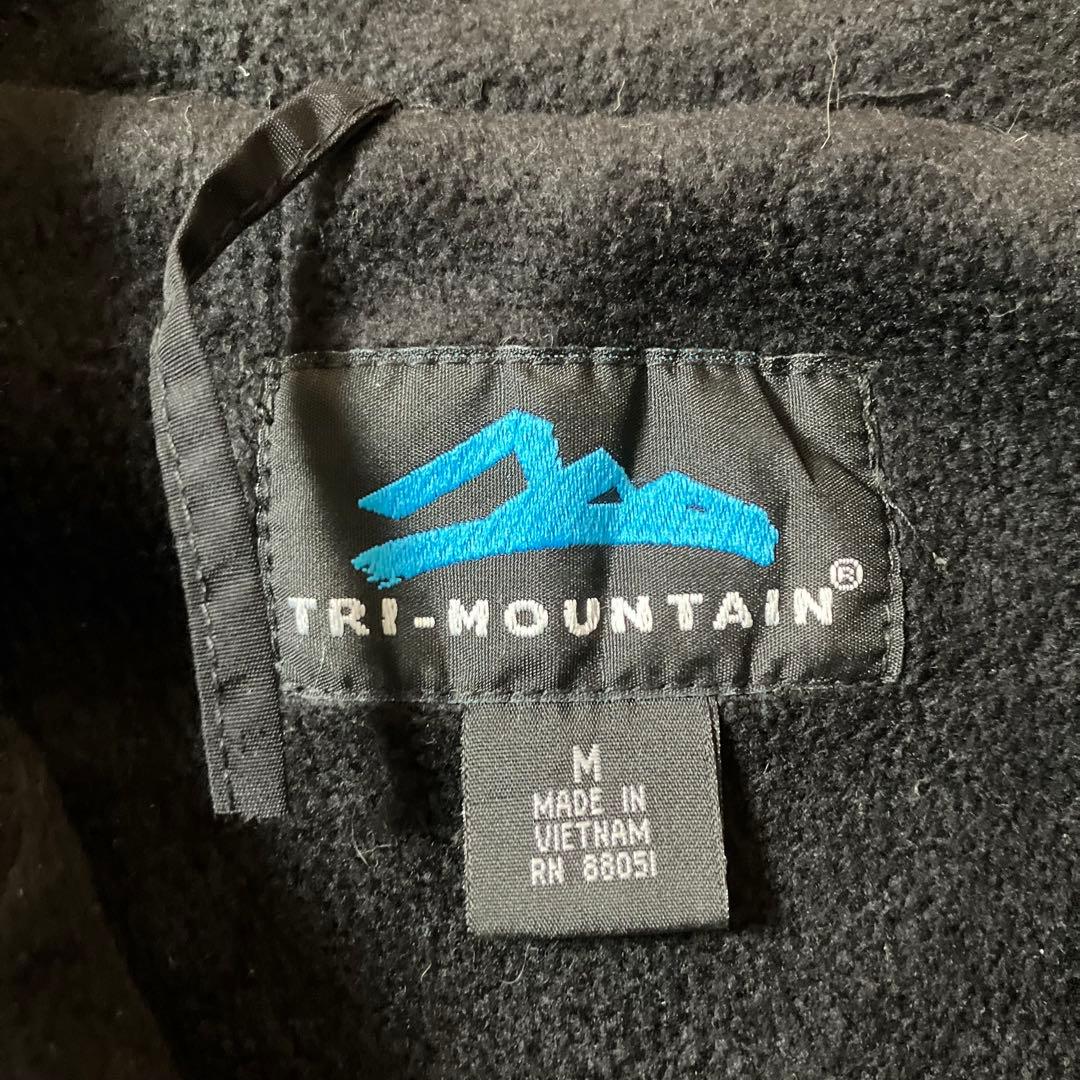 TRI-MOUNTAIN®
M
MADE IN
VIETNAM
RN 88051